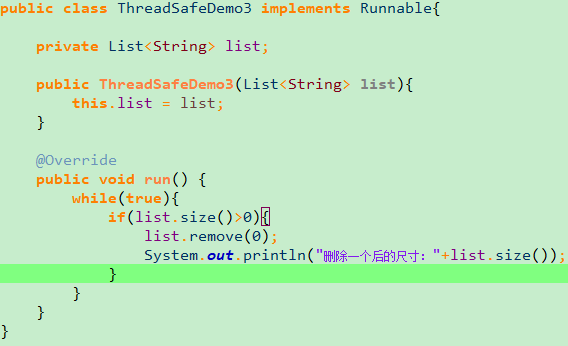 public class ThreadSafeDemo3 implements Runnable{
private List<String> list;
public ThreadSafeDemo3(List<String> list){
this.list = list;
}
@Override
public void run() {
while(true){
if(list.size()>0){
list.remove(0);
System.out.println("删除一个后的尺寸："+list.size());
}
}
}
}